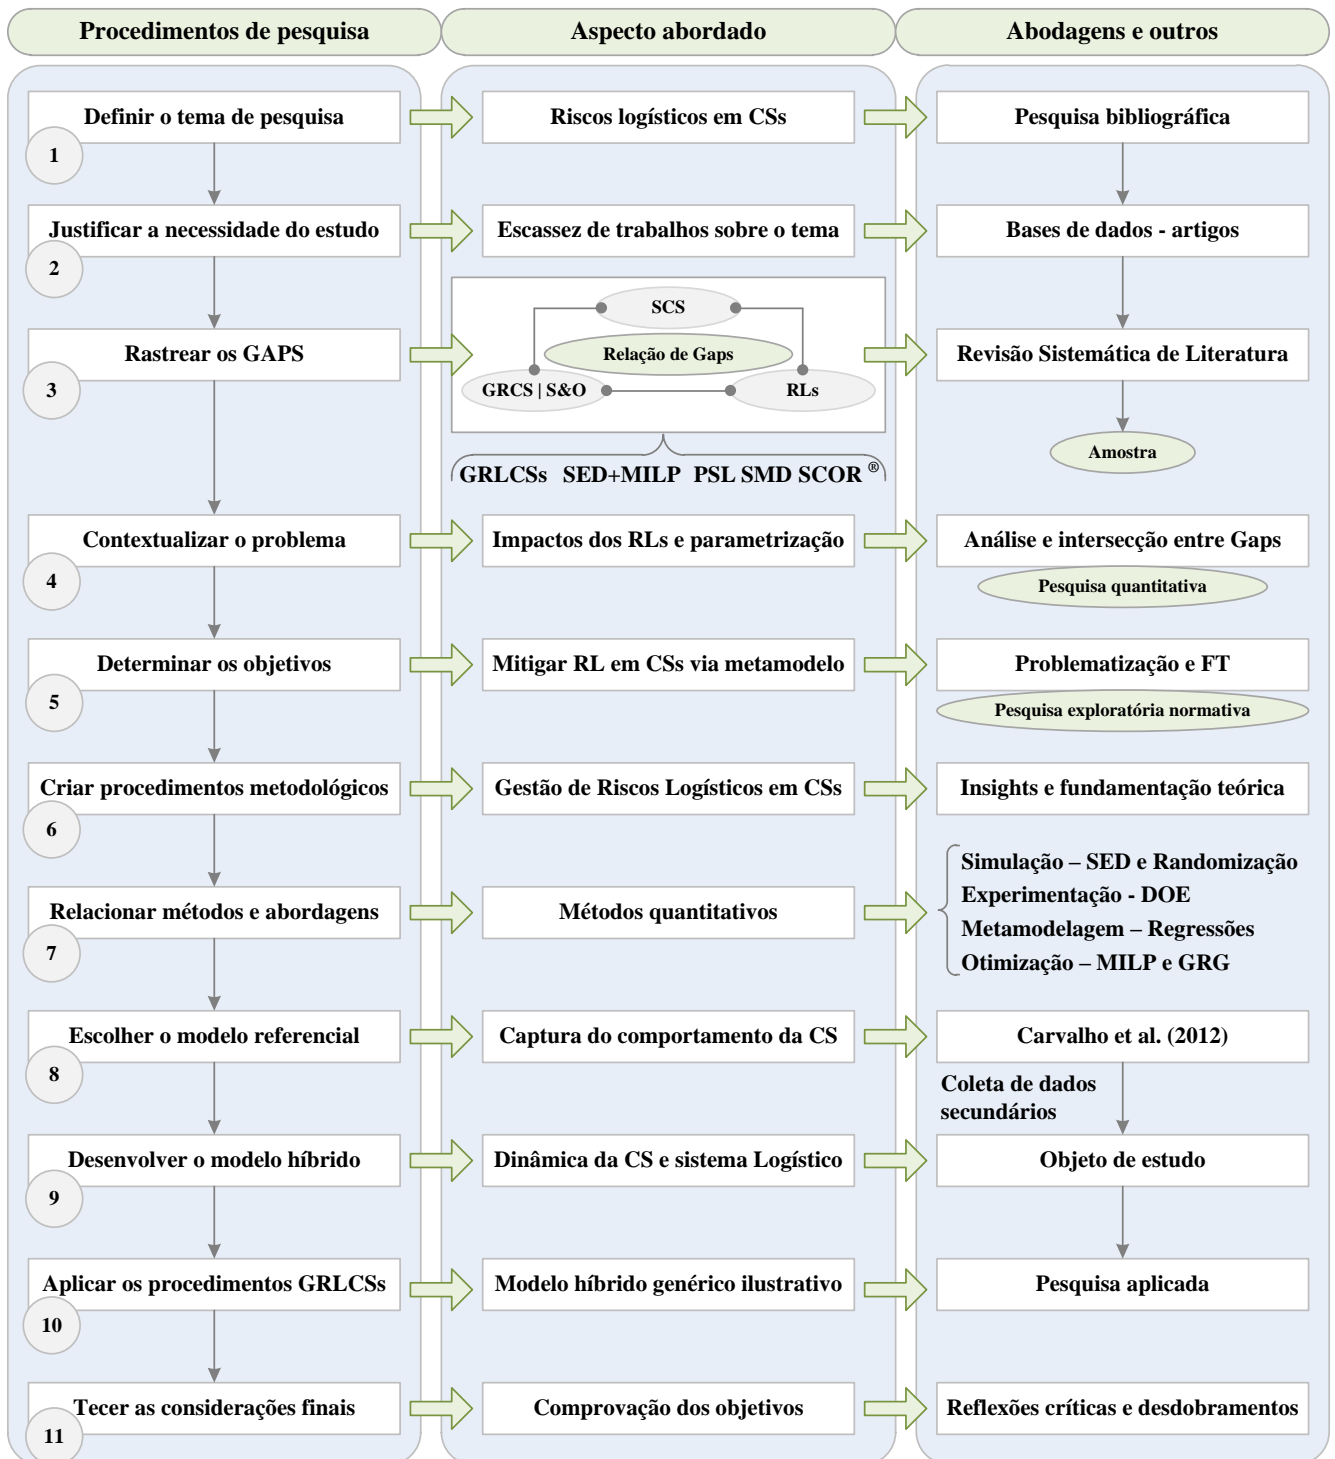 Procedimentos de pesquisa
Aspecto abordado
Abodagens e outros
Definir o tema de pesquisa
Riscos logísticos em CSs
Pesquisa bibliográfica
1
Justificar a necessidade do estudo
Escassez de trabalhos sobre o tema
Bases de dados - artigos
2
SCS
Relação de Gaps
GRCS | S&O
RLs
Rastrear os GAPS
Revisão Sistemática de Literatura
3
Amostra
GRLCSs SED+MILP PSL SMD SCOR ®
Contextualizar o problema
Impactos dos RLs e parametrização
Análise e intersecção entre Gaps
4
Pesquisa quantitativa
Determinar os objetivos
Mitigar RL em CSs via metamodelo
Problematização e FT
5
Pesquisa exploratória normativa
Criar procedimentos metodológicos
Gestão de Riscos Logísticos em CSs
Insights e fundamentação teórica
6
Relacionar métodos e abordagens
Métodos quantitativos
Simulação – SED e Randomização
Experimentação - DOE
Metamodelagem – Regressões
Otimização – MILP e GRG
7
Escolher o modelo referencial
Captura do comportamento da CS
Carvalho et al. (2012)
8
Coleta de dados
secundários
Desenvolver o modelo híbrido
Dinâmica da CS e sistema Logístico
Objeto de estudo
9
Aplicar os procedimentos GRLCSs
Modelo híbrido genérico ilustrativo
Pesquisa aplicada
10
Tecer as considerações finais
Comprovação dos objetivos
Reflexões críticas e desdobramentos
11